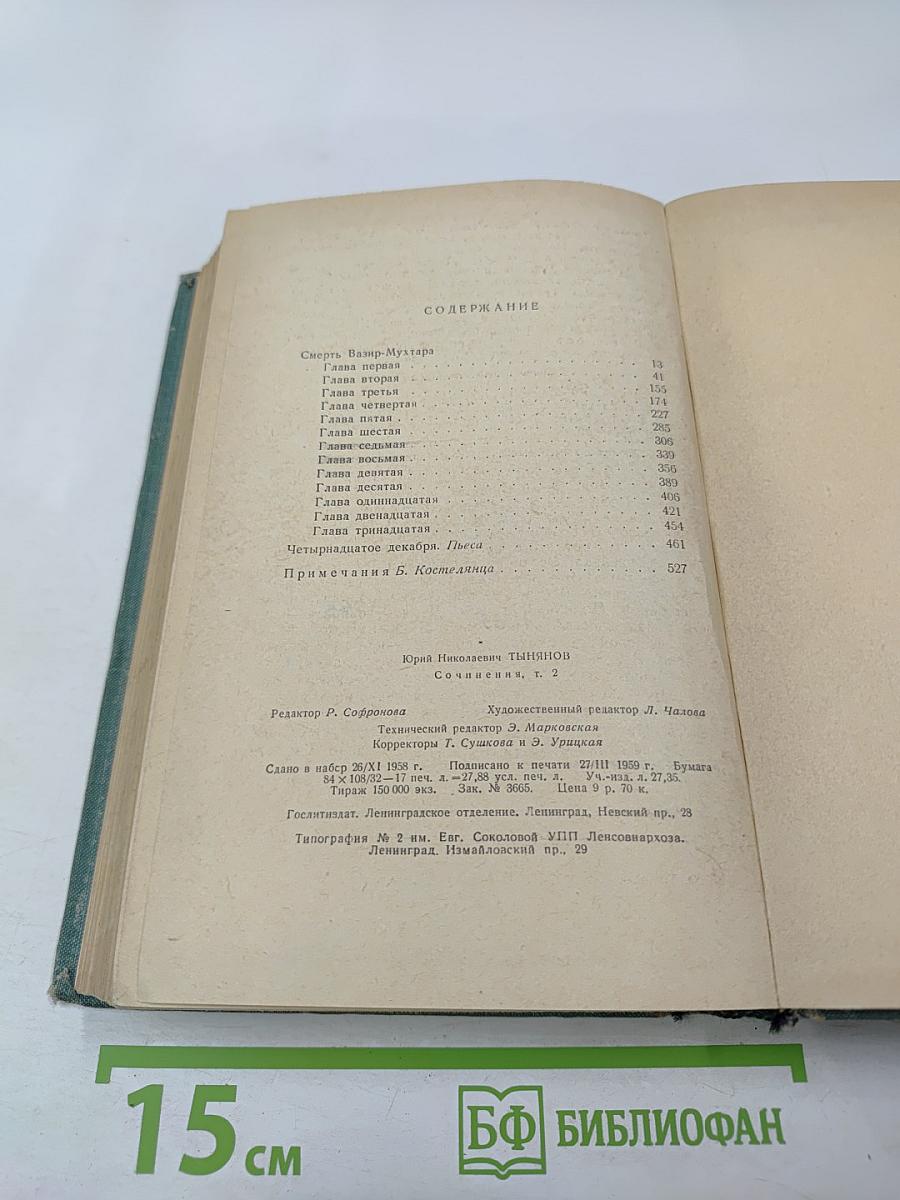 СОДЕРЖАНИЕ
Смерть Вазир-Мухтара
Глава первая . . . . . . . . . . . . . . . . 13
Глава вторая . . . . . . . . . . . . . . . . 41
Глава третья . . . . . . . . . . . . . . . . 155
Глава четвертая . . . . . . . . . . . . . . . 174
Глава пятая . . . . . . . . . . . . . . . . 227
Глава шестая . . . . . . . . . . . . . . . . 285
Глава седьмая . . . . . . . . . . . . . . . . 306
Глава восьмая . . . . . . . . . . . . . . . . 339
Глава девятая . . . . . . . . . . . . . . . . 356
Глава десятая . . . . . . . . . . . . . . . . 389
Глава одиннадцатая . . . . . . . . . . . . . . 406
Глава двенадцатая . . . . . . . . . . . . . . 421
Глава тринадцатая . . . . . . . . . . . . . . 454
Четырнадцатое декабря. Пьеса . . . . . . . . . . . . 461
Примечания Б. Костелянца . . . . . . . . . . . . 527
Юрий Николаевич ТЫНЯНОВ
Сочинения, т. 2
Редактор Р. Софронова Художественный редактор Л. Чалова
Технический редактор Э. Марковская
Корректоры Т. Сушкова и Э. Урицкая
Сдано в набор 26/XI 1958 г. Подписано к печати 27/III 1959 г. Бумага
84 × 108/32 — 17 печ. л. = 27,88 усл. печ. л. Уч.-изд. л. 27,35.
Тираж 150 000 экз. Зак. № 3665. Цена 9 р. 70 к.
Гослитиздат. Ленинградское отделение. Ленинград, Невский пр., 28
Типография № 2 им. Евг. Соколовой УПП Ленсовнархоза.
Ленинград, Измайловский пр., 29
15 см
БФ БИБЛИОФАН